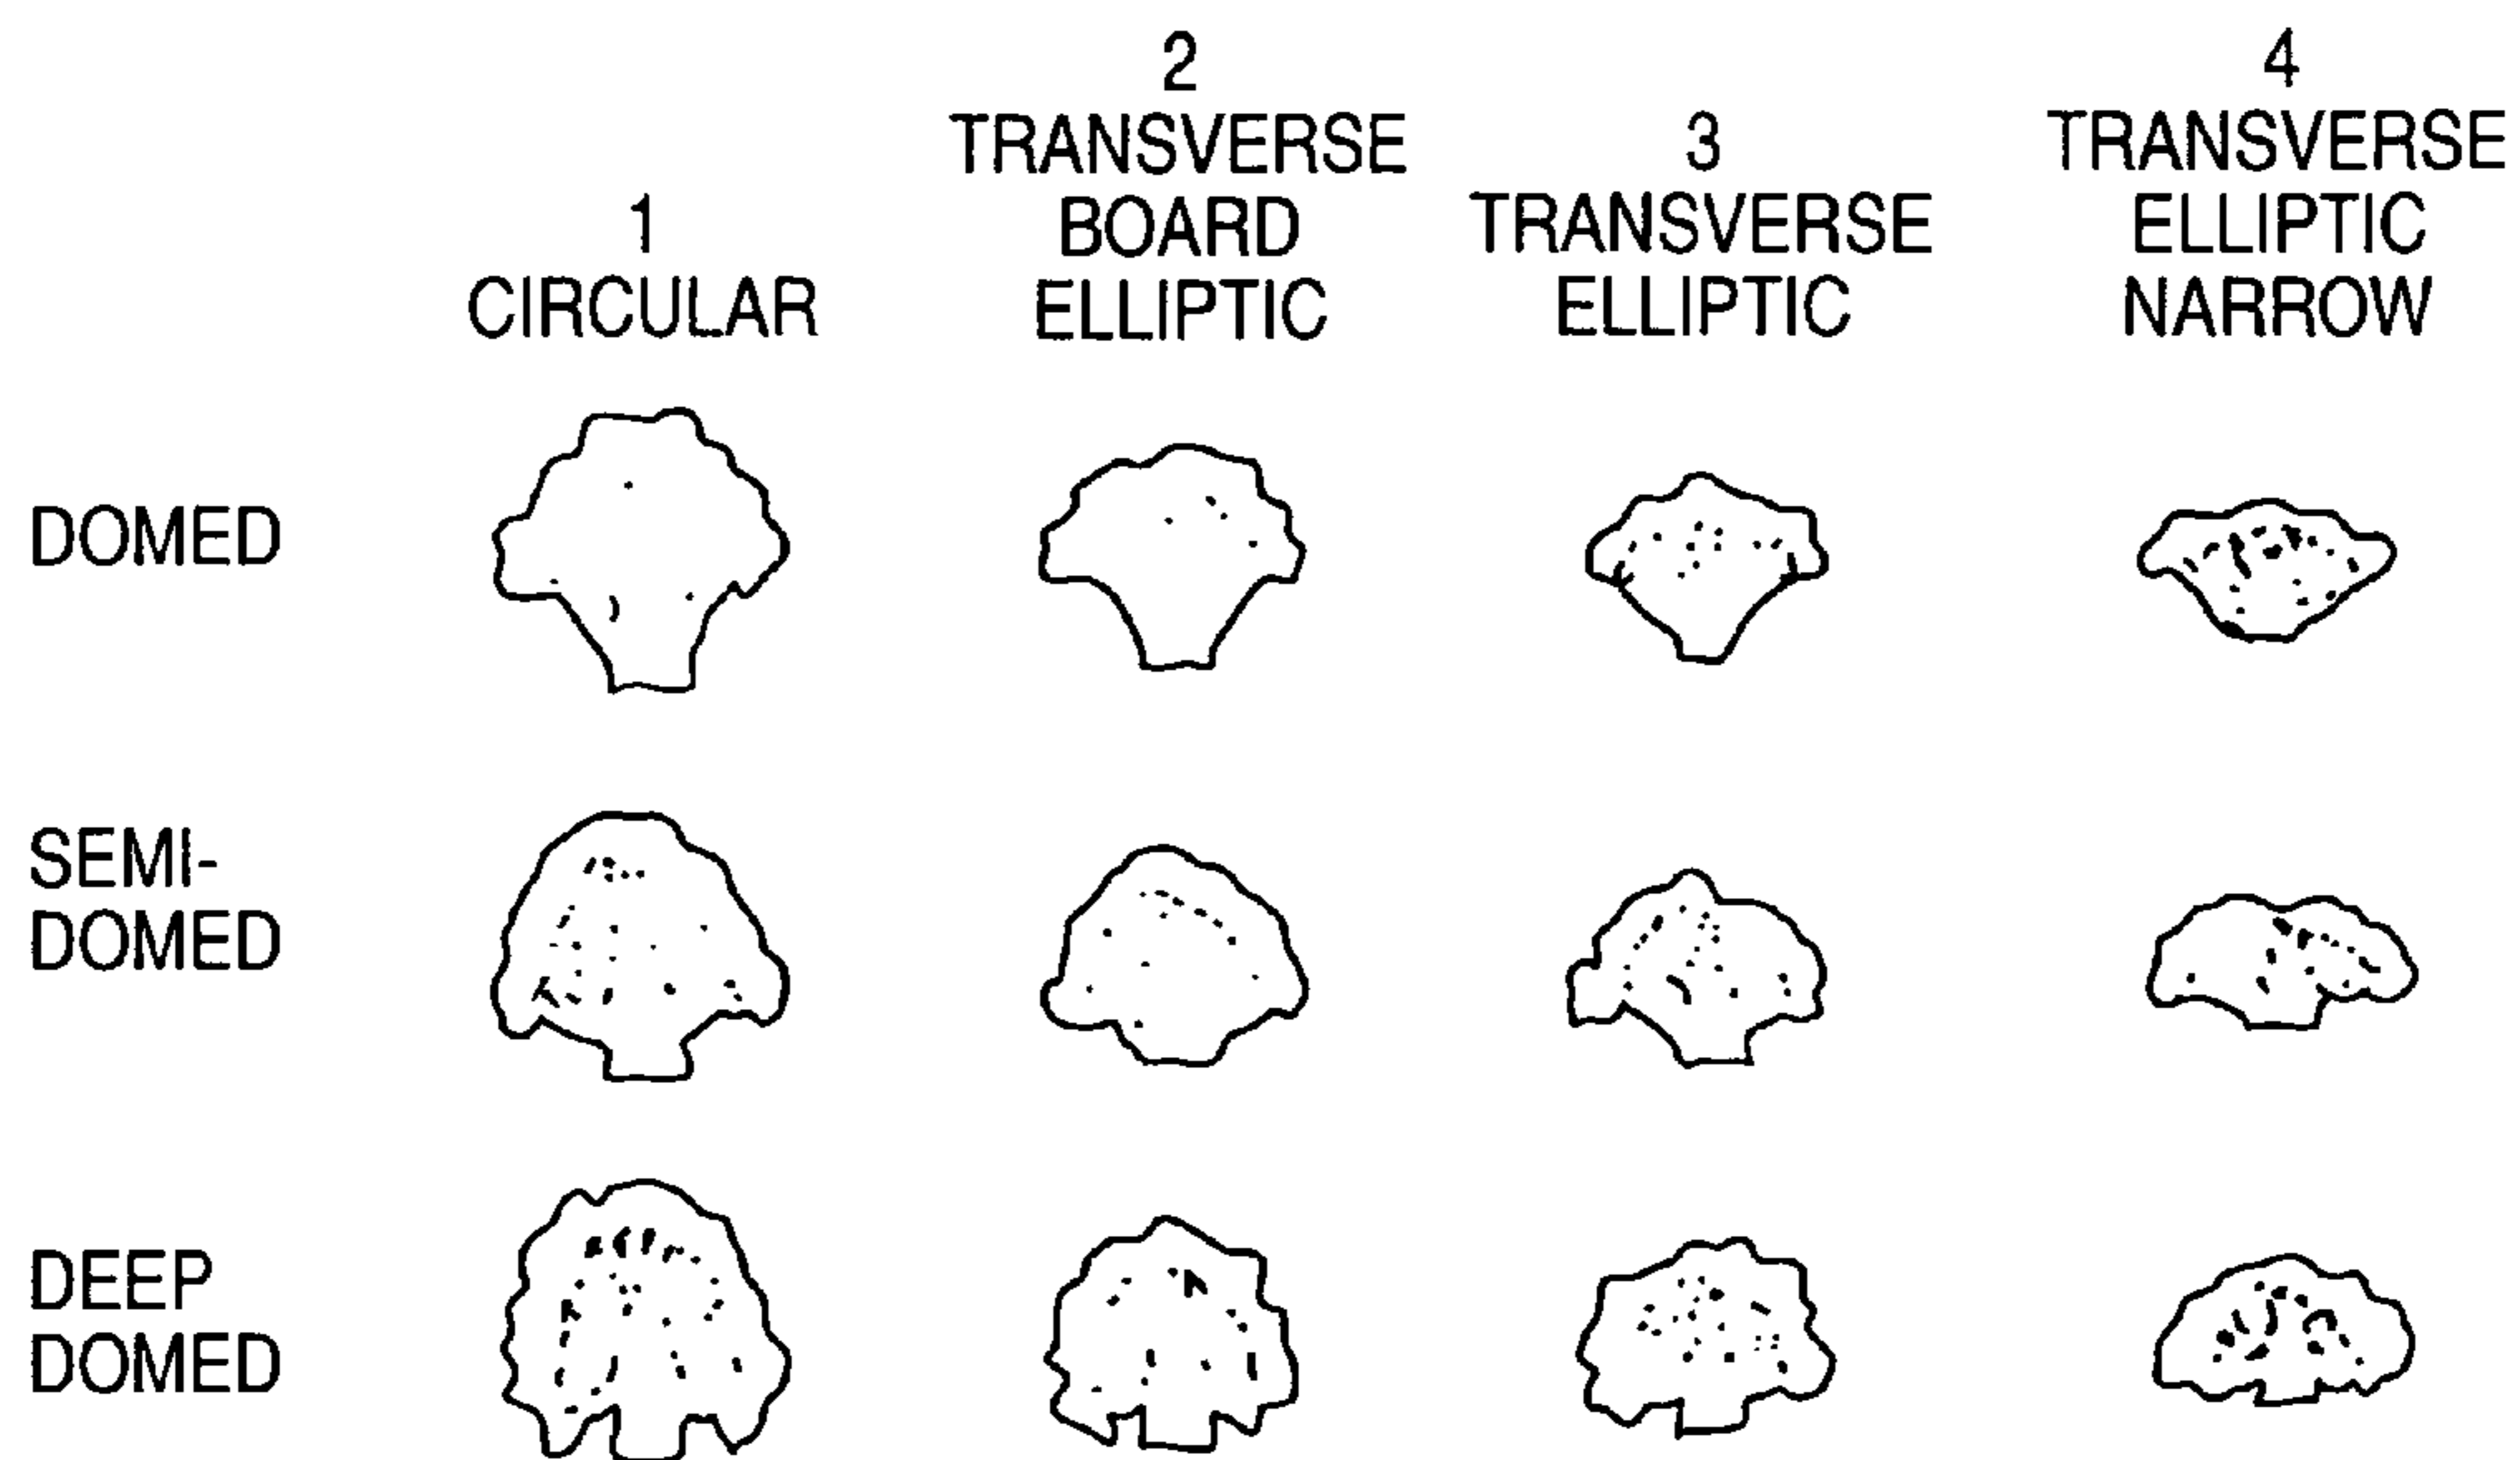 1
CIRCULAR
2
TRANSVERSE
BOARD
ELLIPTIC
3
TRANSVERSE
ELLIPTIC
4
TRANSVERSE
ELLIPTIC
NARROW
DOMED
SEMI-
DOMED
DEEP
DOMED